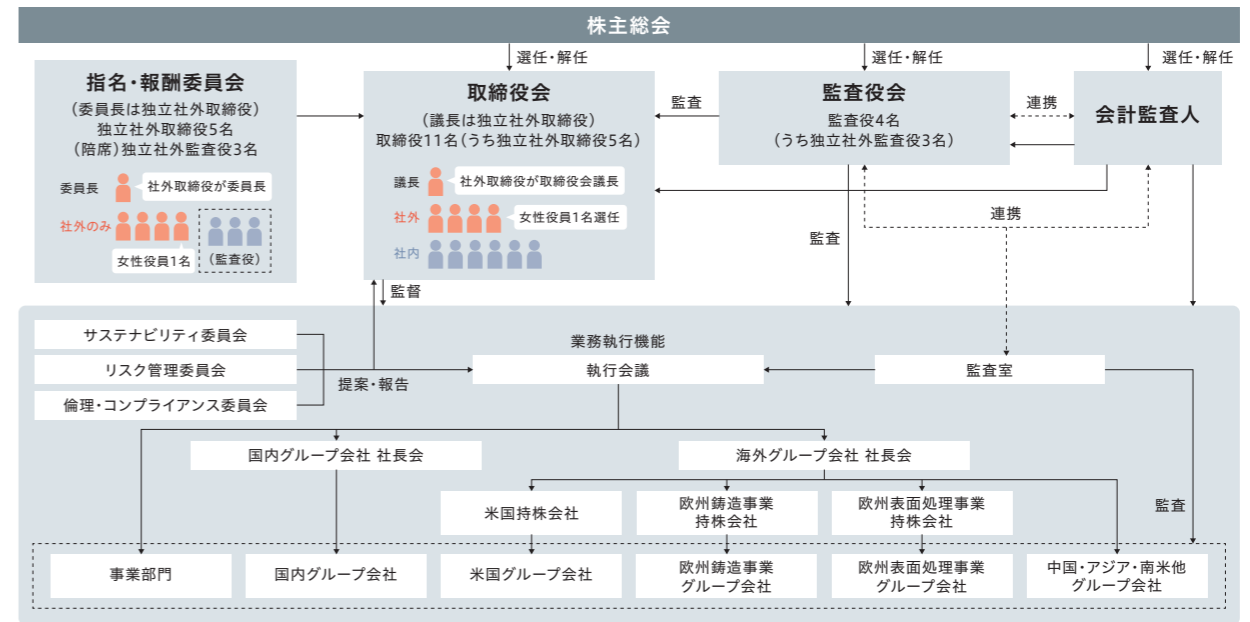 株主総会
選任・解任
選任・解任
選任・解任
指名・報酬委員会
(委員長は独立社外取締役)
独立社外取締役5名
(陪席)独立社外監査役3名
委員長
社外取締役が委員長
社外のみ
女性役員1名
(監査役)
取締役会
(議長は独立社外取締役)
取締役11名(うち独立社外取締役5名)
議長
社外取締役が取締役会議長
社外
女性役員1名選任
社内
監査
監査役会
監査役4名
(うち独立社外監査役3名)
連携
会計監査人
連携
監査
監督
サステナビリティ委員会
リスク管理委員会
倫理・コンプライアンス委員会
提案・報告
業務執行機能
執行会議
監査室
国内グループ会社 社長会
海外グループ会社 社長会
米国持株会社
欧州鋳造事業
持株会社
欧州表面処理事業
持株会社
監査
事業部門
国内グループ会社
米国グループ会社
欧州鋳造事業
グループ会社
欧州表面処理事業
グループ会社
中国・アジア・南米他
グループ会社